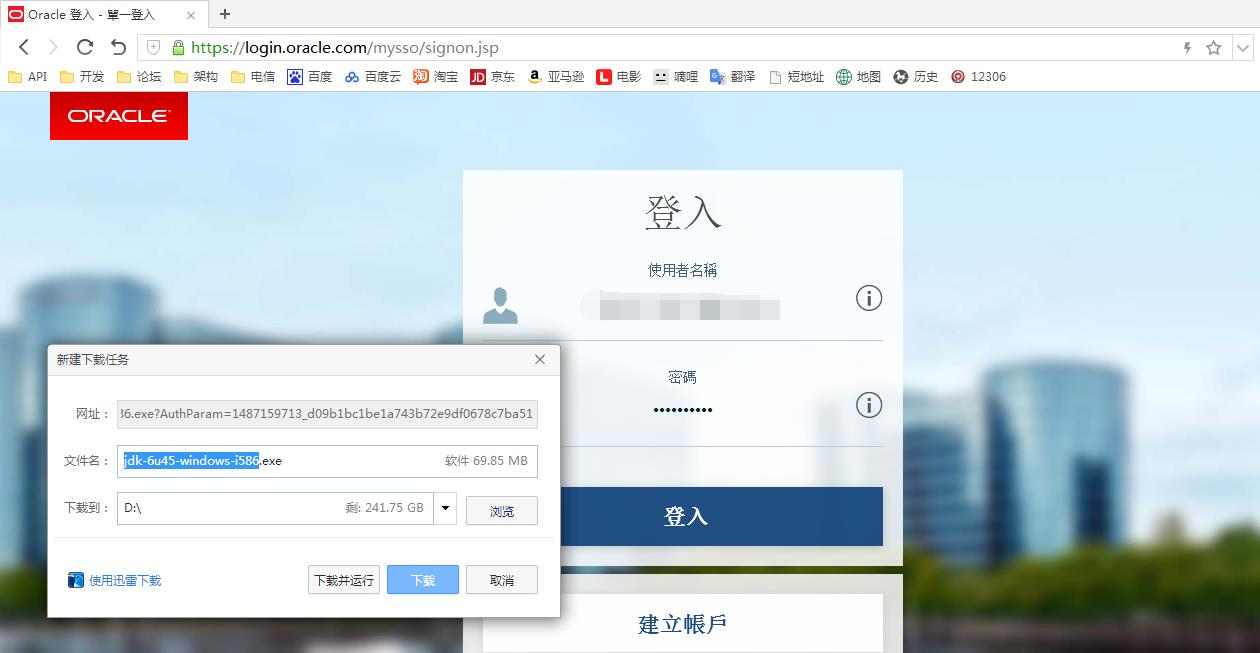 Oracle 登入 - 單一登入
https://login.oracle.com/mysso/signon.jsp
API 开发 论坛 架构 电信 百度 百度云 淘宝 京东 亚马逊 电影 嘀哩 翻译 短地址 地图 历史 12306
ORACLE
登入
使用者名稱
新建下载任务
密碼
网址： 36.exe?AuthParam=1487159713_d09b1bc1be1a743b72e9df0678c7ba51
文件名： jdk-6u45-windows-i586.exe 软件 69.85 MB
下载到： D:\ 剩: 241.75 GB 浏览
登入
使用迅雷下载 下载并运行 下载 取消
建立帳戶